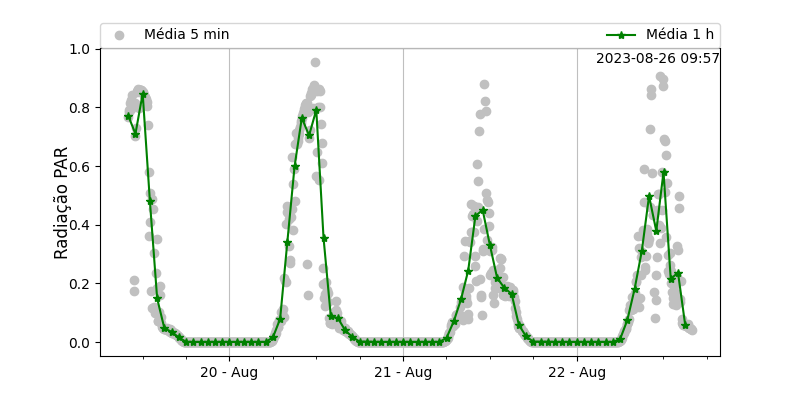 Média 5 min
Média 1 h
2023-08-26 09:57
Radiação PAR
1.0
0.8
0.6
0.4
0.2
0.0
20 - Aug
21 - Aug
22 - Aug